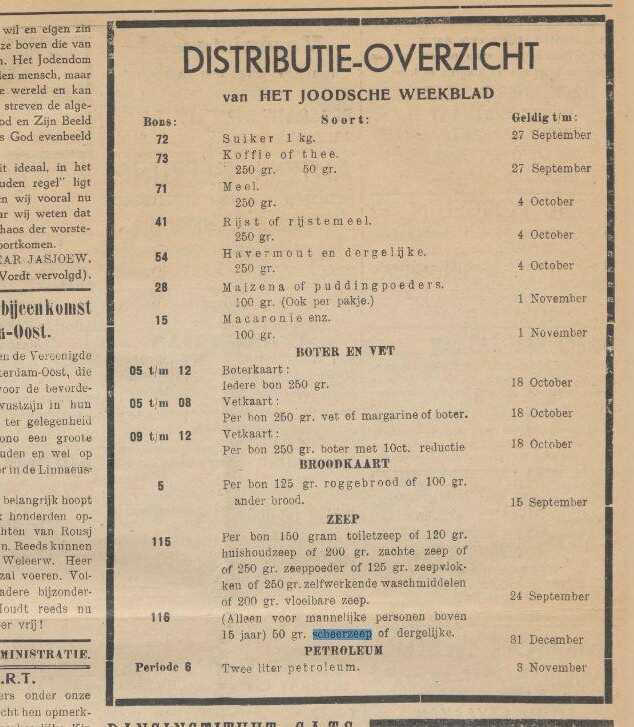 wil en eigen zin
ze boven die van
n. Het Jodendom
len mensch, maar
e wereld en kan
streven de alge-
od en Zijn Beeld
s God evenbeeld
it ideaal, in het
uden regel" ligt
n wij vooral nu
ar wij weten dat
haos der worste-
oortkomen.
EAR JASJOEW.
Wordt vervolgd).
bijeenkomst
-Oost.
en de Vereenigde
terdam-Oost, die
voor de bevorde-
wustzijn in hun
ter gelegenheid
ono een groote
uden en wel op
r in de Linnaeus-
belangrijk hoopt
k honderden op-
hten van Rousj
n. Reeds kunnen
Weleerw. Heer
zal voeren. Vol-
adere bijzonder-
Houdt reeds nu
er vrij!
MINISTRATIE.
.R.T.
ers onder onze
cht hen opmerk-
DISTRIBUTIE-OVERZICHT
van HET JOODSCHE WEEKBLAD
Bons: Soort: Geldig t/m:
72 Suiker 1 kg. 27 September
73 Koffie of thee.
250 gr. 50 gr. 27 September
71 Meel.
250 gr. 4 October
41 Rijst of rijstemeel.
250 gr. 4 October
54 Havermout en dergelijke.
250 gr. 4 October
28 Maizena of puddingpoeders.
100 gr. (Ook per pakje.) 1 November
15 Macaronie enz.
100 gr. 1 November
BOTER EN VET
05 t/m 12 Boterkaart:
Iedere bon 250 gr. 18 October
05 t/m 08 Vetkaart:
Per bon 250 gr. vet of margarine of boter. 18 October
09 t/m 12 Vetkaart:
Per bon 250 gr. boter met 10ct. reductie 18 October
BROODKAART
5 Per bon 125 gr. roggebrood of 100 gr.
ander brood. 15 September
ZEEP
115 Per bon 150 gram toiletzeep of 120 gr.
huishoudzeep of 200 gr. zachte zeep of
of 250 gr. zeeppoeder of 125 gr. zeepvlok-
ken of 250 gr. zelfwerkende waschmiddelen
of 200 gr. vloeibare zeep. 24 September
116 (Alleen voor mannelijke personen boven
15 jaar) 50 gr. scheerzeep of dergelijke. 31 December
PETROLEUM
Periode 6 Twee liter petroleum. 3 November